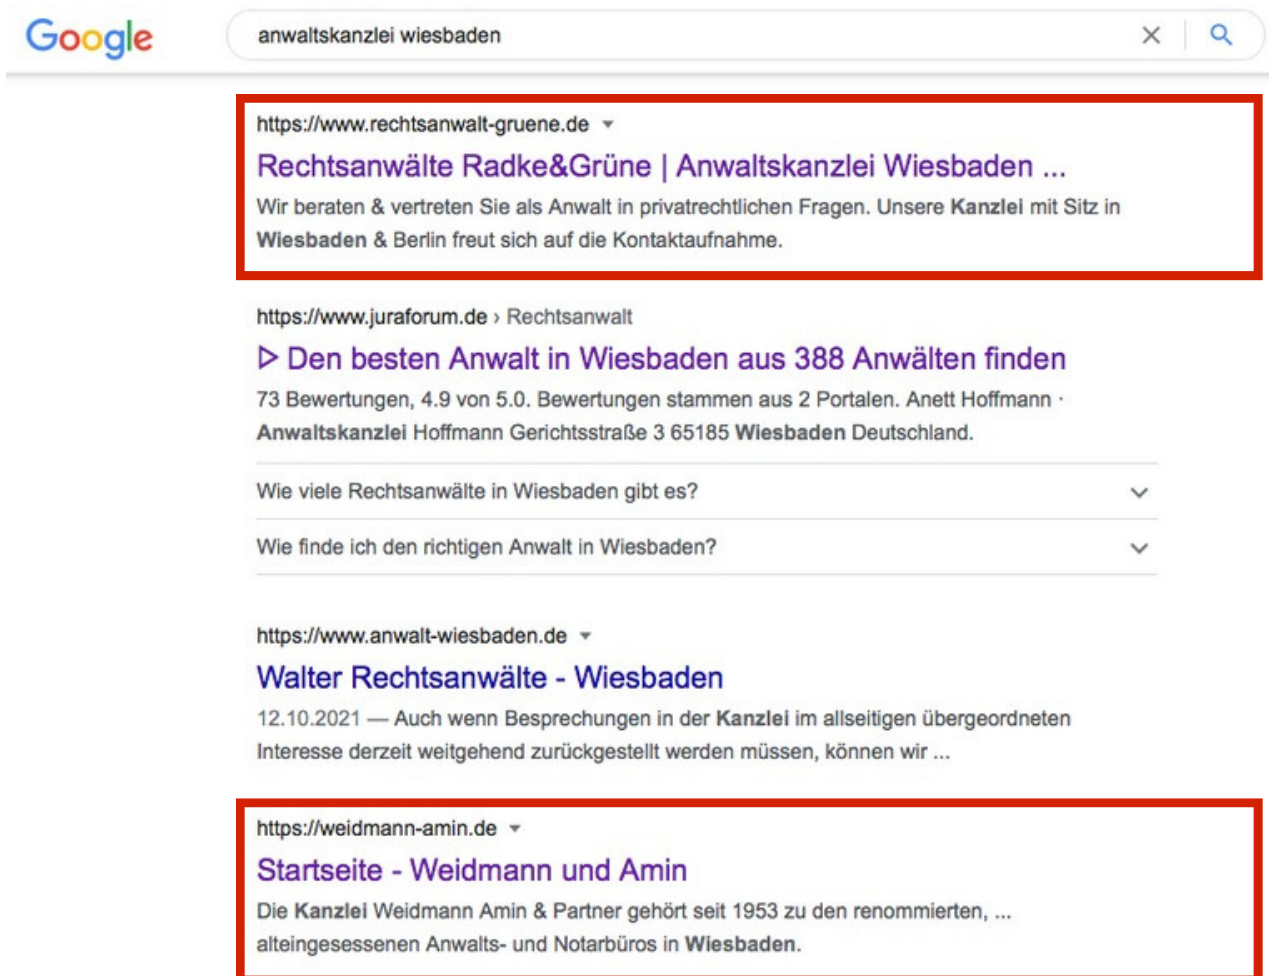 Google
anwaltskanzlei wiesbaden
https://www.rechtsanwalt-gruene.de
Rechtsanwälte Radke&Grüne | Anwaltskanzlei Wiesbaden ...
Wir beraten & vertreten Sie als Anwalt in privatrechtlichen Fragen. Unsere Kanzlei mit Sitz in
Wiesbaden & Berlin freut sich auf die Kontaktaufnahme.
https://www.juraforum.de › Rechtsanwalt
ᐅ Den besten Anwalt in Wiesbaden aus 388 Anwälten finden
73 Bewertungen, 4.9 von 5.0. Bewertungen stammen aus 2 Portalen. Anett Hoffmann ·
Anwaltskanzlei Hoffmann Gerichtsstraße 3 65185 Wiesbaden Deutschland.
Wie viele Rechtsanwälte in Wiesbaden gibt es?
Wie finde ich den richtigen Anwalt in Wiesbaden?
https://www.anwalt-wiesbaden.de
Walter Rechtsanwälte - Wiesbaden
12.10.2021 — Auch wenn Besprechungen in der Kanzlei im allseitigen übergeordneten
Interesse derzeit weitgehend zurückgestellt werden müssen, können wir ...
https://weidmann-amin.de
Startseite - Weidmann und Amin
Die Kanzlei Weidmann Amin & Partner gehört seit 1953 zu den renommierten, ...
alteingesessenen Anwalts- und Notarbüros in Wiesbaden.